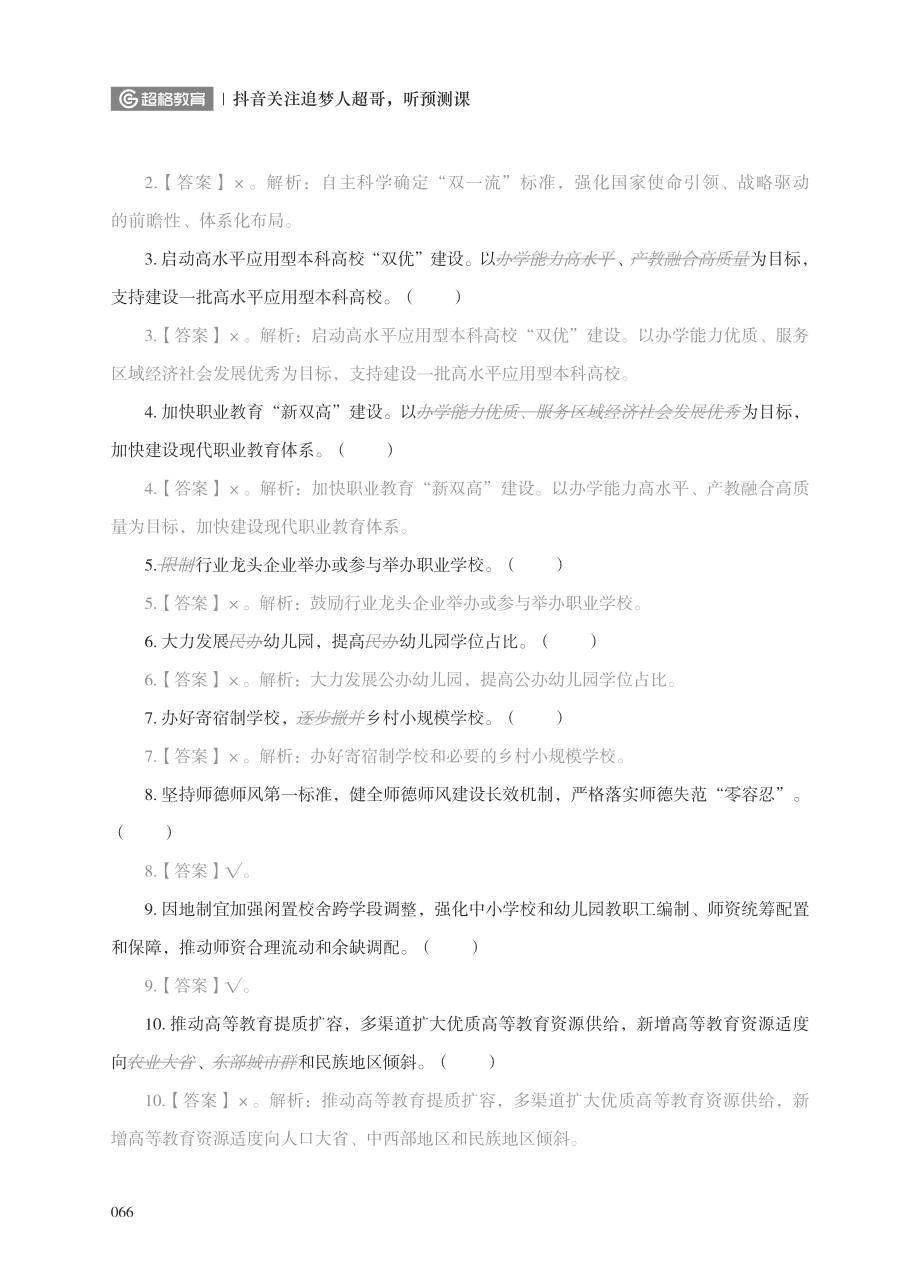 超格教育 | 抖音关注追梦人超哥，听预测课
2.【答案】×。解析：自主科学确定“双一流”标准，强化国家使命引领、战略驱动
的前瞻性、体系化布局。
3. 启动高水平应用型本科高校“双优”建设。以办学能力高水平、产教融合高质量为目标，
支持建设一批高水平应用型本科高校。（　　）
3.【答案】×。解析：启动高水平应用型本科高校“双优”建设。以办学能力优质、服务
区域经济社会发展优秀为目标，支持建设一批高水平应用型本科高校。
4. 加快职业教育“新双高”建设。以办学能力优质、服务区域经济社会发展优秀为目标，
加快建设现代职业教育体系。（　　）
4.【答案】×。解析：加快职业教育“新双高”建设。以办学能力高水平、产教融合高质
量为目标，加快建设现代职业教育体系。
5.限制行业龙头企业举办或参与举办职业学校。（　　）
5.【答案】×。解析：鼓励行业龙头企业举办或参与举办职业学校。
6. 大力发展民办幼儿园，提高民办幼儿园学位占比。（　　）
6.【答案】×。解析：大力发展公办幼儿园，提高公办幼儿园学位占比。
7. 办好寄宿制学校，逐步撤并乡村小规模学校。（　　）
7.【答案】×。解析：办好寄宿制学校和必要的乡村小规模学校。
8. 坚持师德师风第一标准，健全师德师风建设长效机制，严格落实师德失范“零容忍”。
（　　）
8.【答案】√。
9. 因地制宜加强闲置校舍跨学段调整，强化中小学校和幼儿园教职工编制、师资统筹配置
和保障，推动师资合理流动和余缺调配。（　　）
9.【答案】√。
10. 推动高等教育提质扩容，多渠道扩大优质高等教育资源供给，新增高等教育资源适度
向农业大省、东部城市群和民族地区倾斜。（　　）
10.【答案】×。解析：推动高等教育提质扩容，多渠道扩大优质高等教育资源供给，新
增高等教育资源适度向人口大省、中西部地区和民族地区倾斜。
066